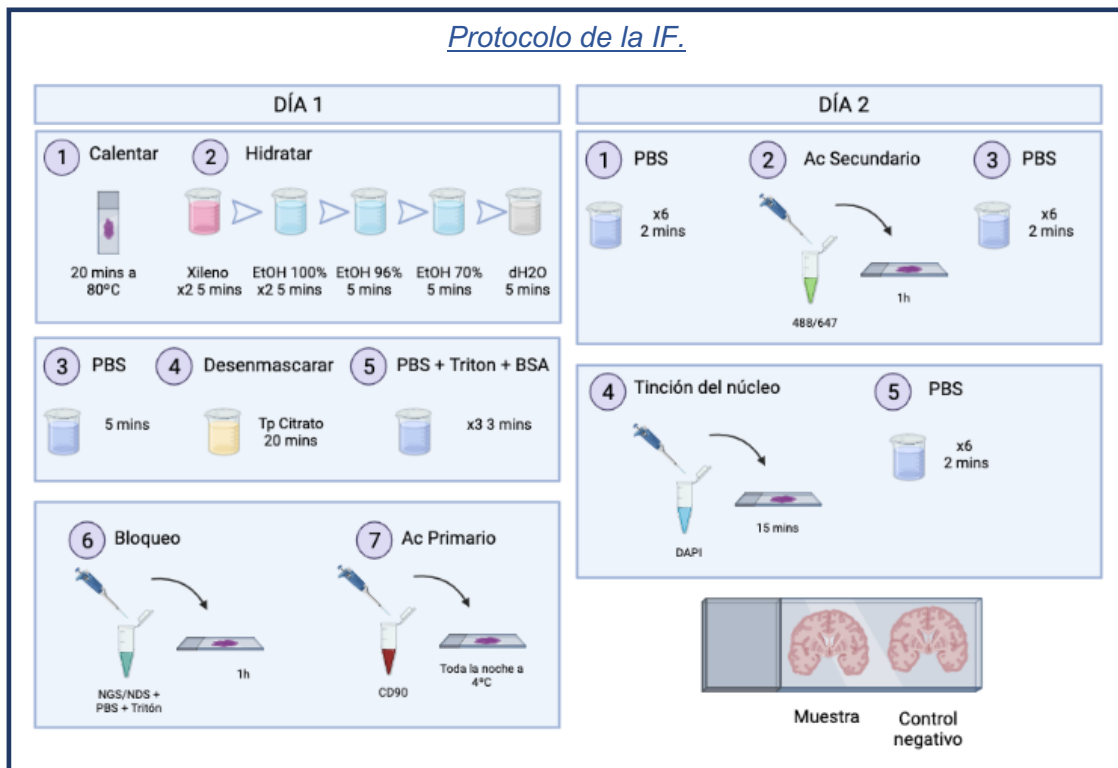 Protocolo de la IF.
DÍA 1
1 Calentar
20 mins a
80ºC
2 Hidratar
Xileno
x2 5 mins
EtOH 100%
x2 5 mins
EtOH 96%
5 mins
EtOH 70%
5 mins
dH2O
5 mins
3 PBS
5 mins
4 Desenmascarar
Tp Citrato
20 mins
5 PBS + Triton + BSA
x3 3 mins
6 Bloqueo
NGS/NDS +
PBS + Tritón
1h
7 Ac Primario
CD90
Toda la noche a
4ºC
DÍA 2
1 PBS
x6
2 mins
2 Ac Secundario
488/647
1h
3 PBS
x6
2 mins
4 Tinción del núcleo
DAPI
15 mins
5 PBS
x6
2 mins
Muestra
Control
negativo